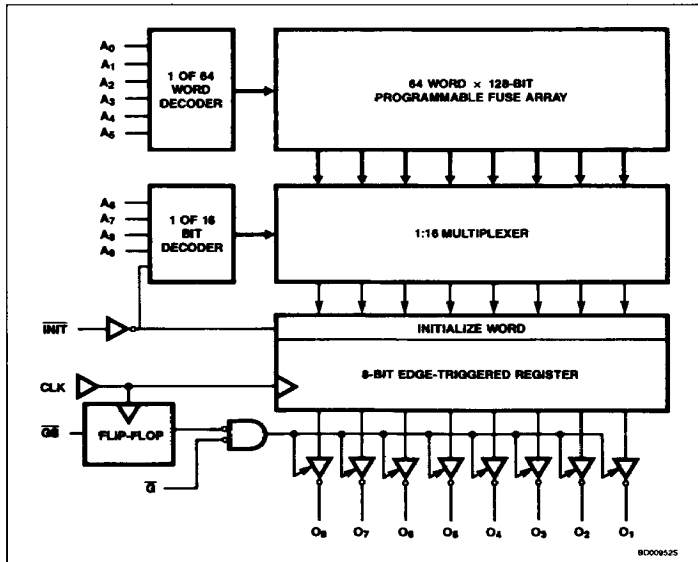 A0
A1
A2
A3
A4
A5
1 OF 64
WORD
DECODER
64 WORD × 128-BIT
PROGRAMMABLE FUSE ARRAY
A6
A7
A8
A9
1 OF 16
BIT
DECODER
1:16 MULTIPLEXER
INIT
INITIALIZE WORD
8-BIT EDGE-TRIGGERED REGISTER
CLK
GS
FLIP-FLOP
G
O8
O7
O6
O5
O4
O3
O2
O1
BD00952S